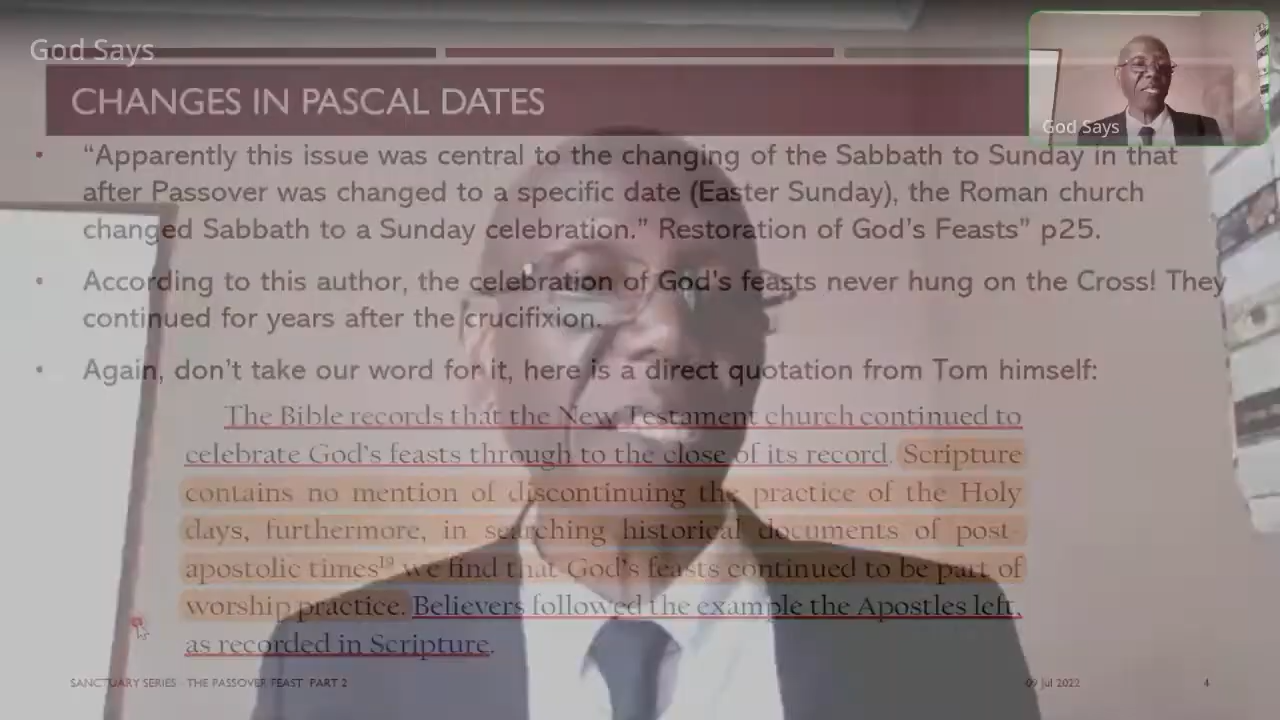 God Says
God Says
CHANGES IN PASCAL DATES
• “Apparently this issue was central to the changing of the Sabbath to Sunday in that
after Passover was changed to a specific date (Easter Sunday), the Roman church
changed Sabbath to a Sunday celebration.” Restoration of God’s Feasts” p25.
• According to this author, the celebration of God’s feasts never hung on the Cross! They
continued for years after the crucifixion.
• Again, don’t take our word for it, here is a direct quotation from Tom himself:
The Bible records that the New Testament church continued to
celebrate God’s feasts through to the close of its record. Scripture
contains no mention of discontinuing the practice of the Holy
days, furthermore, in searching historical documents of post-
apostolic times¹⁹ we find that God’s feasts continued to be part of
worship practice. Believers followed the example the Apostles left,
as recorded in Scripture.
SANCTUARY SERIES - THE PASSOVER FEAST PART 2
09 Jul 2022
4